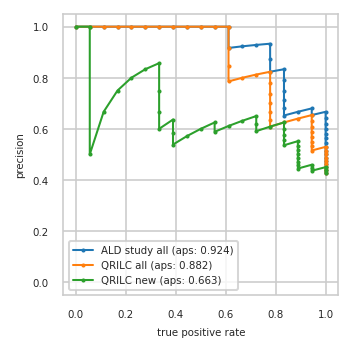 1.0
0.8
0.6
0.4
0.2
0.0
precision
ALD study all (aps: 0.924)
QRILC all (aps: 0.882)
QRILC new (aps: 0.663)
0.0 0.2 0.4 0.6 0.8 1.0
true positive rate